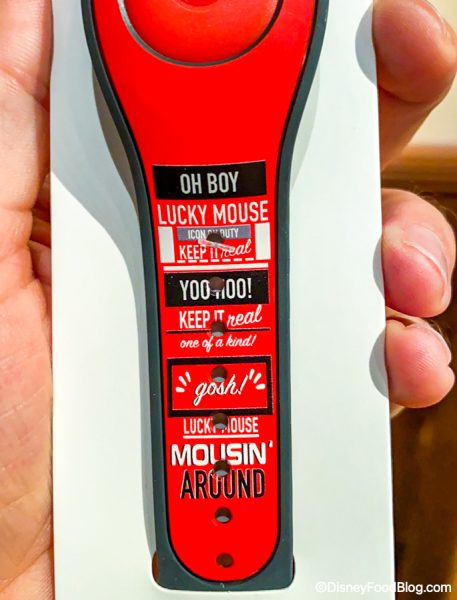 OH BOY
LUCKY MOUSE
ICON ON DUTY
KEEP IT real
YOO HOO!
KEEP IT real
one of a kind!
gosh!
LUCKY MOUSE
MOUSIN'
AROUND
©DisneyFoodBlog.com